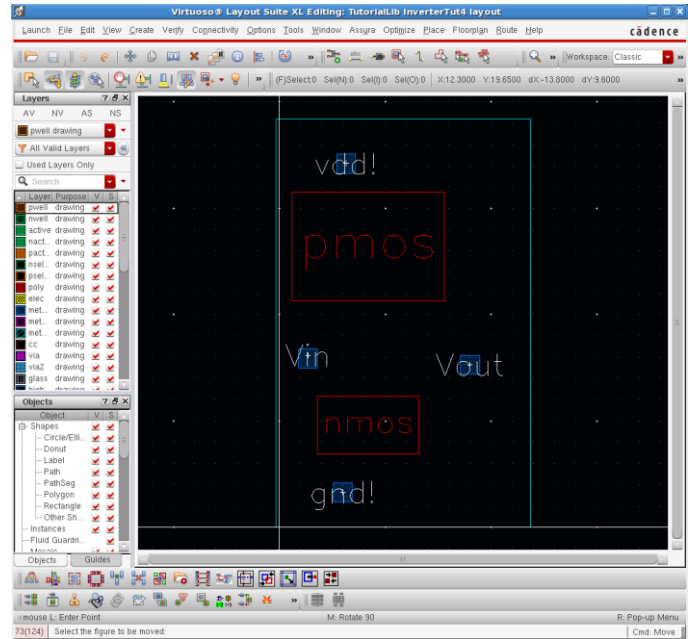 Virtuoso® Layout Suite XL Editing: TutorialLib InverterTut4 layout
Launch File Edit View Create Verify Connectivity Options Tools Window Assura Optimize Place Floorplan Route Help cādence
» » » Workspace: Classic »
» (F)Select:0 Sel(N):0 Sel(I):0 Sel(O):0 X:12.3000 Y:19.6500 dX:-13.8000 dY:9.6000 »
Layers
AV NV AS NS
pwell drawing
All Valid Layers
Used Layers Only
Search
Layer Purpose V S
pwell drawing
nwell drawing
active drawing
nact... drawing
pact... drawing
nsel... drawing
psel... drawing
poly drawing
elec drawing
met... drawing
met... drawing
met... drawing
cc drawing
via drawing
via2 drawing
glass drawing
high drawing
Objects
Object V S
Shapes
Circle/Elli...
Donut
Label
Path
PathSeg
Polygon
Rectangle
Other Sh...
Instances
Fluid Guardri...
Mosaic
Objects Guides
vdd!
pmos
Vin
Vout
nmos
gnd!
»
mouse L: Enter Point M: Rotate 90 R: Pop-up Menu
73(124) Select the figure to be moved: Cmd: Move